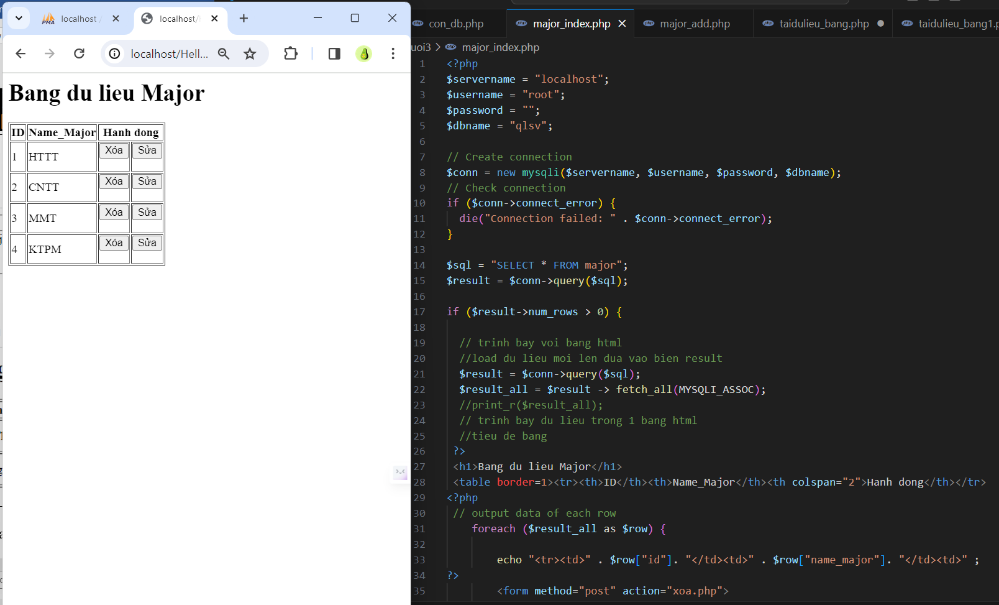 localhost /
localhost/
localhost/Hell...
Bang du lieu Major
ID Name_Major Hanh dong
1 HTTT Xóa Sửa
2 CNTT Xóa Sửa
3 MMT Xóa Sửa
4 KTPM Xóa Sửa
con_db.php major_index.php major_add.php taidulieu_bang.php taidulieu_bang1.p
uoi3 > major_index.php
1 <?php
2 $servername = "localhost";
3 $username = "root";
4 $password = "";
5 $dbname = "qlsv";
6
7 // Create connection
8 $conn = new mysqli($servername, $username, $password, $dbname);
9 // Check connection
10 if ($conn->connect_error) {
11 die("Connection failed: " . $conn->connect_error);
12 }
13
14 $sql = "SELECT * FROM major";
15 $result = $conn->query($sql);
16
17 if ($result->num_rows > 0) {
18
19 // trinh bay voi bang html
20 //load du lieu moi len dua vao bien result
21 $result = $conn->query($sql);
22 $result_all = $result -> fetch_all(MYSQLI_ASSOC);
23 //print_r($result_all);
24 // trinh bay du lieu trong 1 bang html
25 //tieu de bang
26 ?>
27 <h1>Bang du lieu Major</h1>
28 <table border=1><tr><th>ID</th><th>Name_Major</th><th colspan="2">Hanh dong</th></tr>
29 <?php
30 // output data of each row
31 foreach ($result_all as $row) {
32
33 echo "<tr><td>" . $row["id"]. "</td><td>" . $row["name_major"]. "</td><td>" ;
34 ?>
35 <form method="post" action="xoa.php">